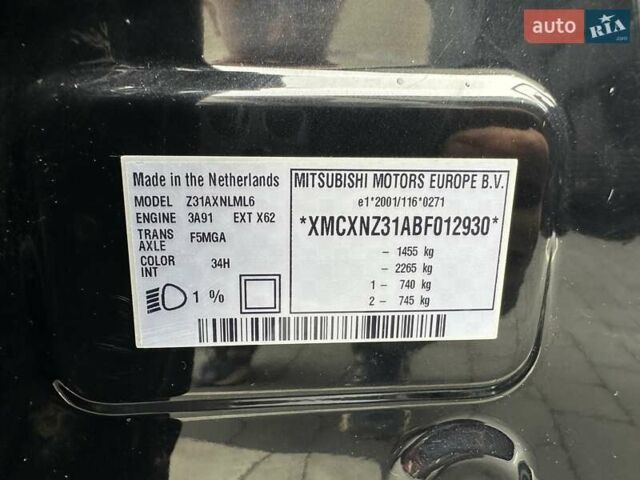 auto RIA
.com
Made in the Netherlands
MODEL Z31AXNLML6
ENGINE 3A91 EXT X62
TRANS
AXLE F5MGA
COLOR
INT 34H
1 %
MITSUBISHI MOTORS EUROPE B.V.
e1*2001/116*0271
*XMCXNZ31ABF012930*
- 1455 kg
- 2265 kg
1 - 740 kg
2 - 745 kg